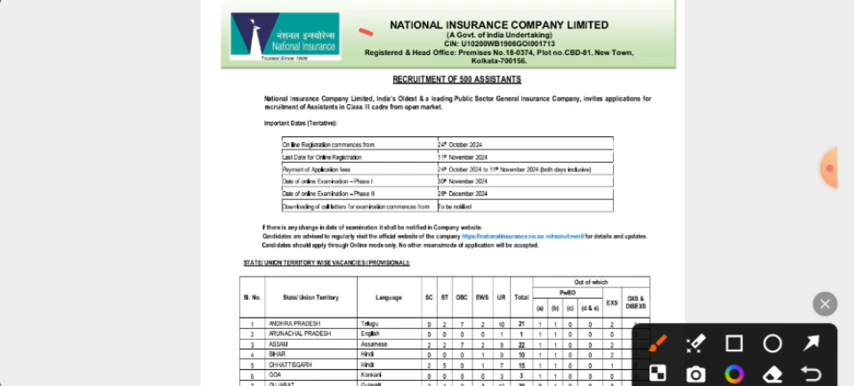 नेशनल इन्श्योरेन्स
National Insurance
Trusted Since 1906
NATIONAL INSURANCE COMPANY LIMITED
(A Govt. of India Undertaking)
CIN: U10200WB1906GOI001713
Registered & Head Office: Premises No.18-0374, Plot no.CBD-81, New Town,
Kolkata-700156.
RECRUITMENT OF 500 ASSISTANTS
National Insurance Company Limited, India's Oldest & a leading Public Sector General Insurance Company, invites applications for
recruitment of Assistants in Class III cadre from open market.
Important Dates (Tentative):
On line Registration commences from 24th October 2024
Last Date for Online Registration 11th November 2024
Payment of Application fees 24th October 2024 to 11th November 2024 (both days inclusive)
Date of online Examination – Phase I 30th November 2024
Date of online Examination – Phase II 28th December 2024
Downloading of call letters for examination commences from To be notified
If there is any change in date of examination it shall be notified in Company website.
Candidates are advised to regularly visit the official website of the company https://nationalinsurance.nic.co.in/recruitment for details and updates.
Candidates should apply through Online mode only. No other means/mode of application will be accepted.
STATE/ UNION TERRITORY WISE VACANCIES (PROVISIONAL):
Out of which
Sl. No. State/ Union Territory Language SC ST OBC EWS UR Total PwBD EXS DXS &
DISEXS
(a) (b) (c) (d & e)
1 ANDHRA PRADESH Telugu 0 2 7 2 10 21 1 1 0 0 2
2 ARUNACHAL PRADESH English 0 0 0 0 1 1 1 0 0 0 0
3 ASSAM Assamese 2 2 7 2 9 22 1 1 0 0 2
4 BIHAR Hindi 0 0 0 1 9 10 1 1 0 0 2
5 CHHATTISGARH Hindi 2 5 0 1 7 15 1 1 0 0 1
6 GOA Konkani 0 0 0 0 3 3 1 0 0 0 0